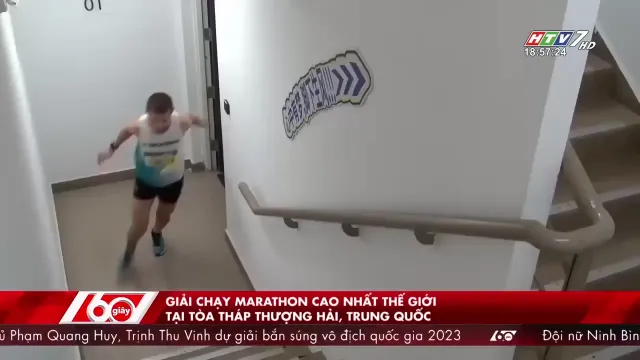 01
HTV7 HD
18:57:24
60 giây
GIẢI CHẠY MARATHON CAO NHẤT THẾ GIỚI
TẠI TÒA THÁP THƯỢNG HẢI, TRUNG QUỐC
ủ Phạm Quang Huy, Trinh Thu Vinh dự giải bắn súng vô địch quốc gia 2023
60
Đội nữ Ninh Bìn